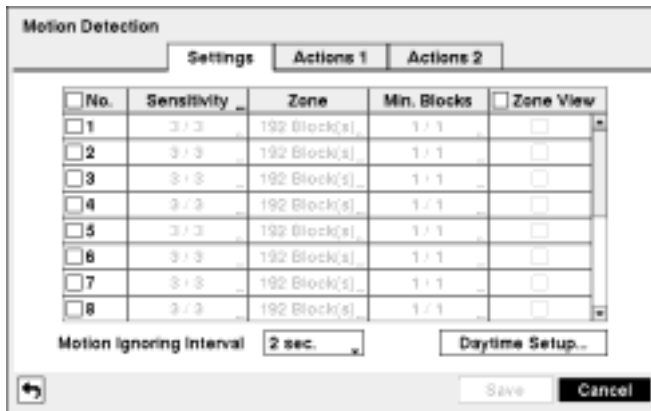 Motion Detection
Settings Actions 1 Actions 2
No. Sensitivity Zone Min. Blocks Zone View
1 3 / 3 192 Block(s) 1 / 1
2 3 / 3 192 Block(s) 1 / 1
3 3 / 3 192 Block(s) 1 / 1
4 3 / 3 192 Block(s) 1 / 1
5 3 / 3 192 Block(s) 1 / 1
6 3 / 3 192 Block(s) 1 / 1
7 3 / 3 192 Block(s) 1 / 1
8 3 / 3 192 Block(s) 1 / 1
Motion Ignoring Interval 2 sec. Daytime Setup...
Save Cancel